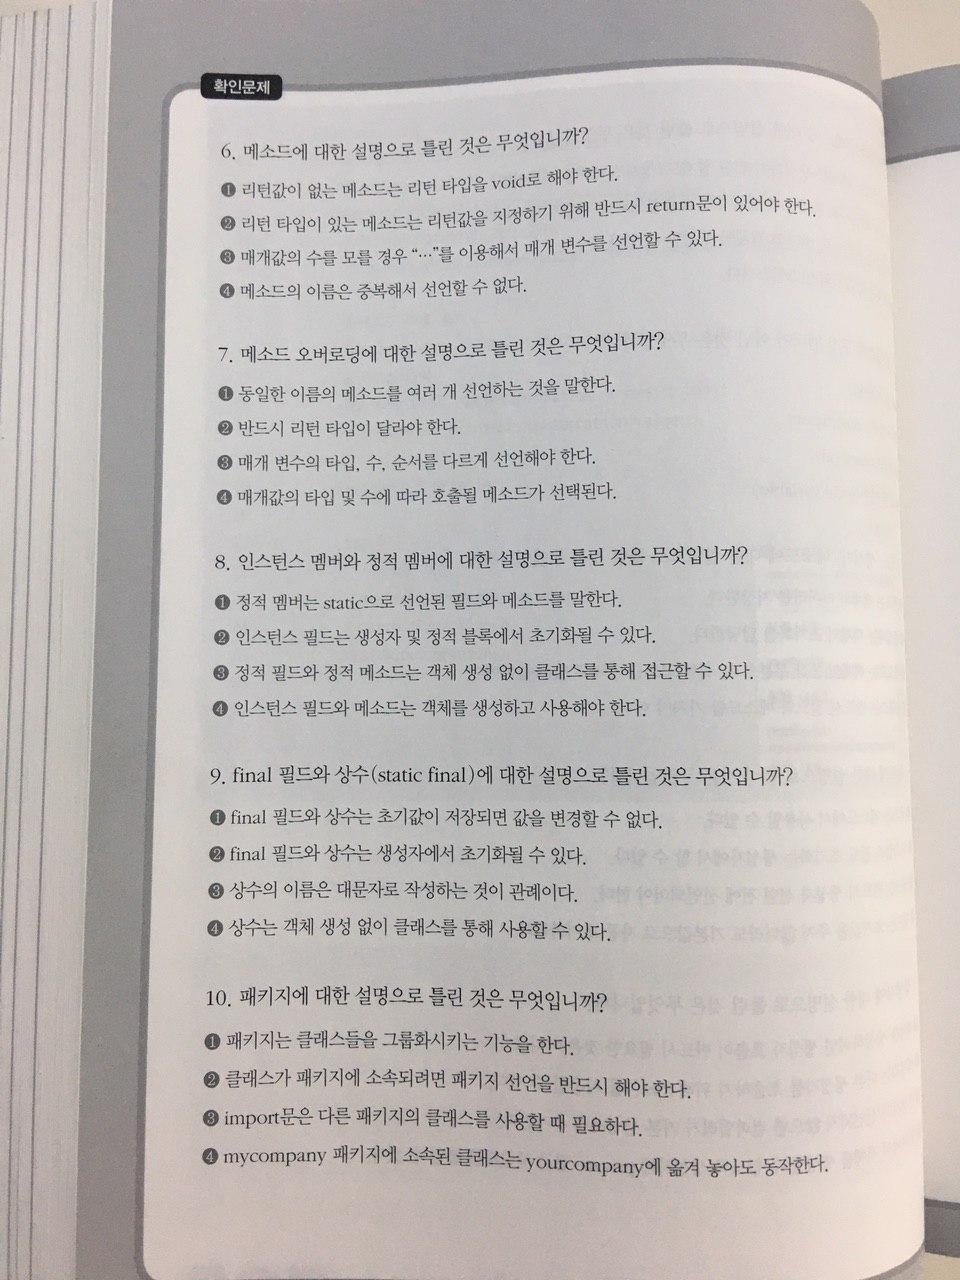 확인문제
6. 메소드에 대한 설명으로 틀린 것은 무엇입니까?
❶ 리턴값이 없는 메소드는 리턴 타입을 void로 해야 한다.
❷ 리턴 타입이 있는 메소드는 리턴값을 지정하기 위해 반드시 return문이 있어야 한다.
❸ 매개값의 수를 모를 경우 “…”를 이용해서 매개 변수를 선언할 수 있다.
❹ 메소드의 이름은 중복해서 선언할 수 없다.
7. 메소드 오버로딩에 대한 설명으로 틀린 것은 무엇입니까?
❶ 동일한 이름의 메소드를 여러 개 선언하는 것을 말한다.
❷ 반드시 리턴 타입이 달라야 한다.
❸ 매개 변수의 타입, 수, 순서를 다르게 선언해야 한다.
❹ 매개값의 타입 및 수에 따라 호출될 메소드가 선택된다.
8. 인스턴스 멤버와 정적 멤버에 대한 설명으로 틀린 것은 무엇입니까?
❶ 정적 멤버는 static으로 선언된 필드와 메소드를 말한다.
❷ 인스턴스 필드는 생성자 및 정적 블록에서 초기화될 수 있다.
❸ 정적 필드와 정적 메소드는 객체 생성 없이 클래스를 통해 접근할 수 있다.
❹ 인스턴스 필드와 메소드는 객체를 생성하고 사용해야 한다.
9. final 필드와 상수(static final)에 대한 설명으로 틀린 것은 무엇입니까?
❶ final 필드와 상수는 초기값이 저장되면 값을 변경할 수 없다.
❷ final 필드와 상수는 생성자에서 초기화될 수 있다.
❸ 상수의 이름은 대문자로 작성하는 것이 관례이다.
❹ 상수는 객체 생성 없이 클래스를 통해 사용할 수 있다.
10. 패키지에 대한 설명으로 틀린 것은 무엇입니까?
❶ 패키지는 클래스들을 그룹화시키는 기능을 한다.
❷ 클래스가 패키지에 소속되려면 패키지 선언을 반드시 해야 한다.
❸ import문은 다른 패키지의 클래스를 사용할 때 필요하다.
❹ mycompany 패키지에 소속된 클래스는 yourcompany에 옮겨 놓아도 동작한다.